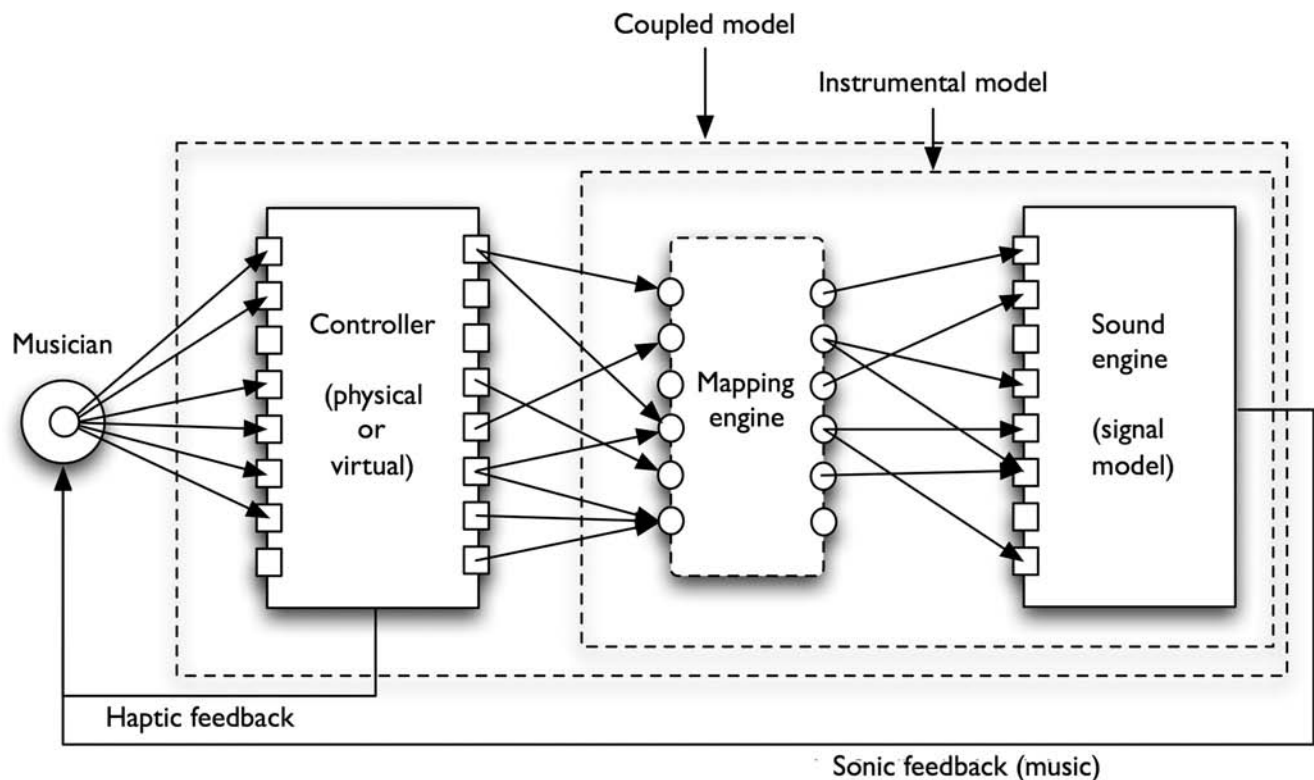 Coupled model
Instrumental model
Musician
Controller
(physical
or
virtual)
Mapping
engine
Sound
engine
(signal
model)
Haptic feedback
Sonic feedback (music)